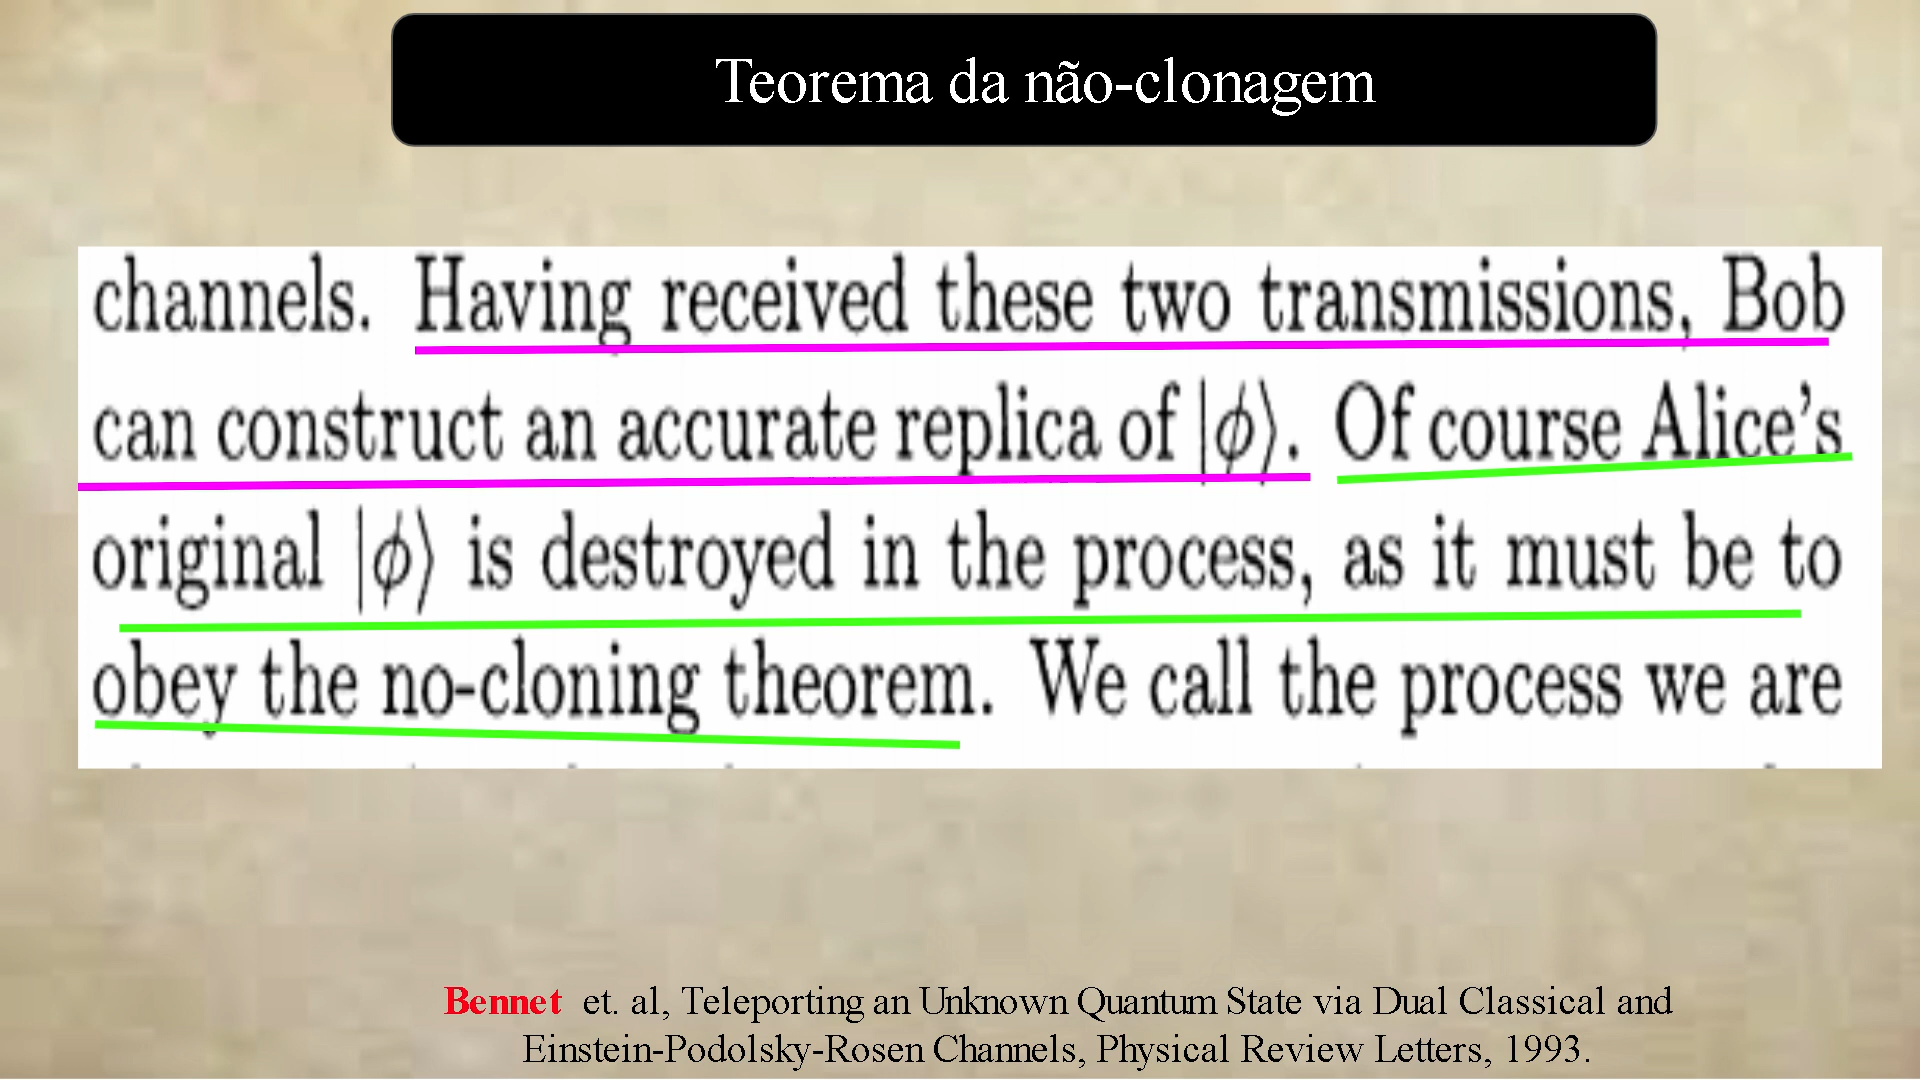 Teorema da não-clonagem
channels. Having received these two transmissions, Bob
can construct an accurate replica of |ϕ⟩. Of course Alice’s
original |ϕ⟩ is destroyed in the process, as it must be to
obey the no-cloning theorem. We call the process we are
Bennet et. al, Teleporting an Unknown Quantum State via Dual Classical and
Einstein-Podolsky-Rosen Channels, Physical Review Letters, 1993.